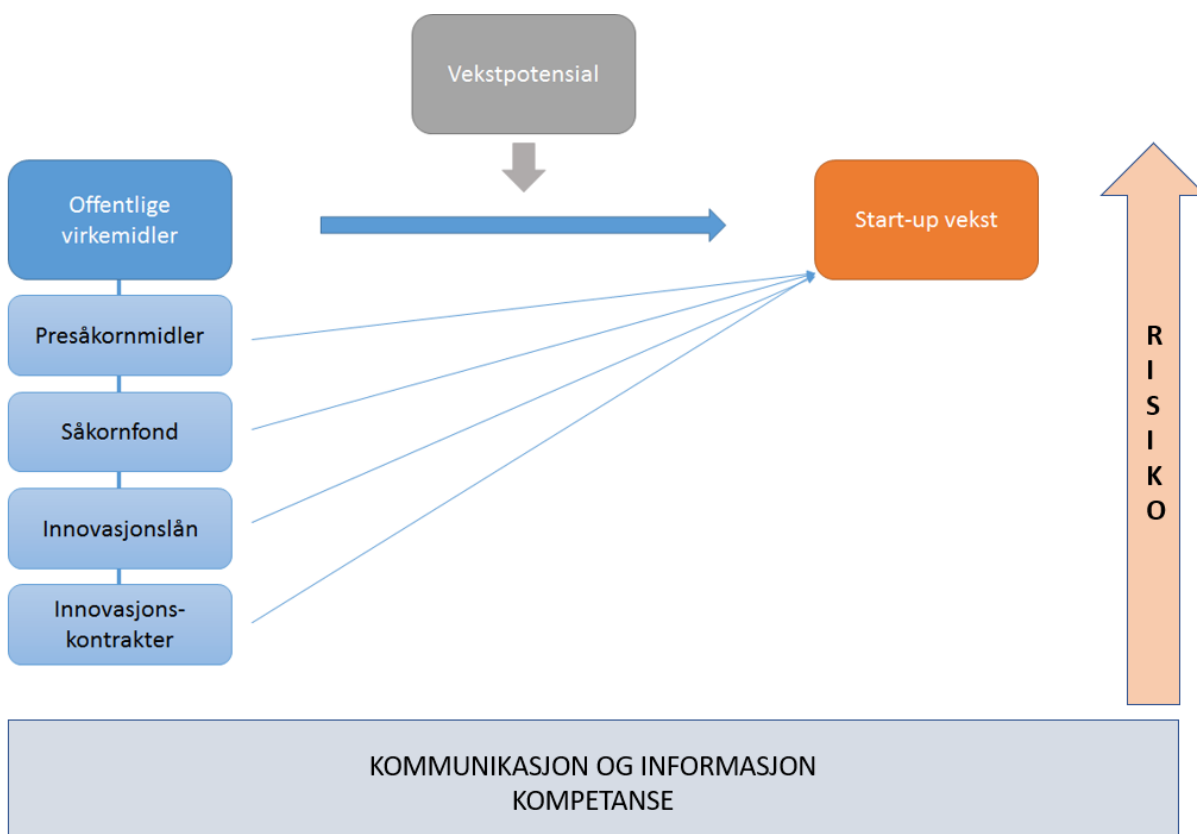 Vekstpotensial
Offentlige
virkemidler
Start-up vekst
Presåkornmidler
Såkornfond
Innovasjonslån
Innovasjons-
kontrakter
R
I
S
I
K
O
KOMMUNIKASJON OG INFORMASJON
KOMPETANSE